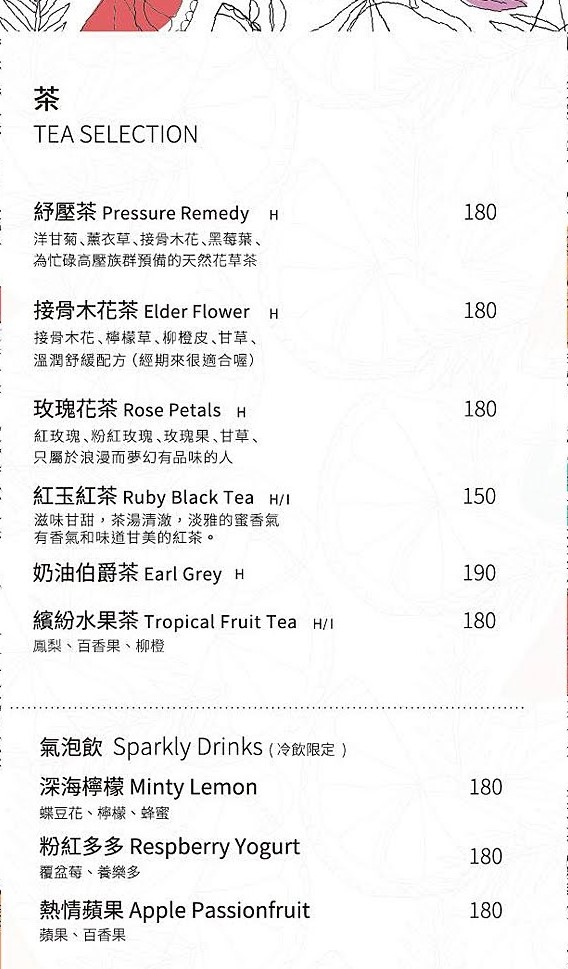 茶
TEA SELECTION
紓壓茶 Pressure Remedy H 180
洋甘菊、薰衣草、接骨木花、黑莓葉、
為忙碌高壓族群預備的天然花草茶
接骨木花茶 Elder Flower H 180
接骨木花、檸檬草、柳橙皮、甘草、
溫潤舒緩配方(經期來很適合喔)
玫瑰花茶 Rose Petals H 180
紅玫瑰、粉紅玫瑰、玫瑰果、甘草、
只屬於浪漫而夢幻有品味的人
紅玉紅茶 Ruby Black Tea H/I 150
滋味甘甜,茶湯清澈,淡雅的蜜香氣
有香氣和味道甘美的紅茶。
奶油伯爵茶 Earl Grey H 190
繽紛水果茶 Tropical Fruit Tea H/I 180
鳳梨、百香果、柳橙
氣泡飲 Sparkly Drinks (冷飲限定)
深海檸檬 Minty Lemon 180
蝶豆花、檸檬、蜂蜜
粉紅多多 Respberry Yogurt 180
覆盆莓、養樂多
熱情蘋果 Apple Passionfruit 180
蘋果、百香果